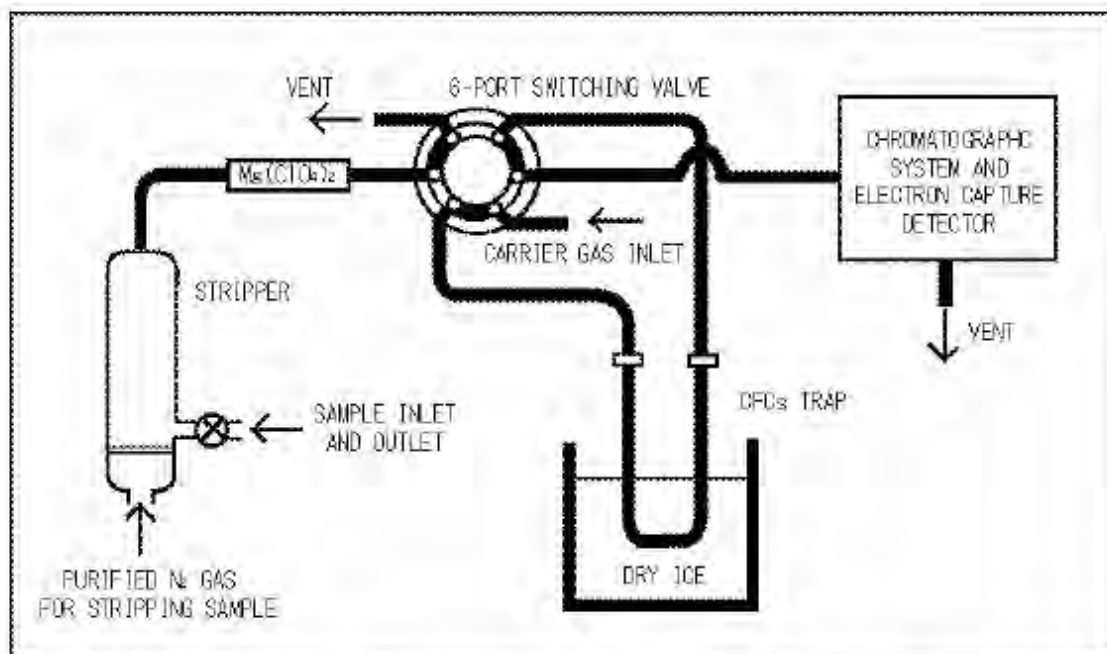 VENT
6-PORT SWITCHING VALVE
CHROMATOGRAPHC
SYSTEM AND
ELECTRON CAPTURE
DETECTOR
Mg(ClO₄)₂
CARRIER GAS INLET
STRIPPER
VENT
CFCs TRAP
SAMPLE INLET
AND OUTLET
DRY ICE
PURIFIED N₂ GAS
FOR STRIPPING SAMPLE